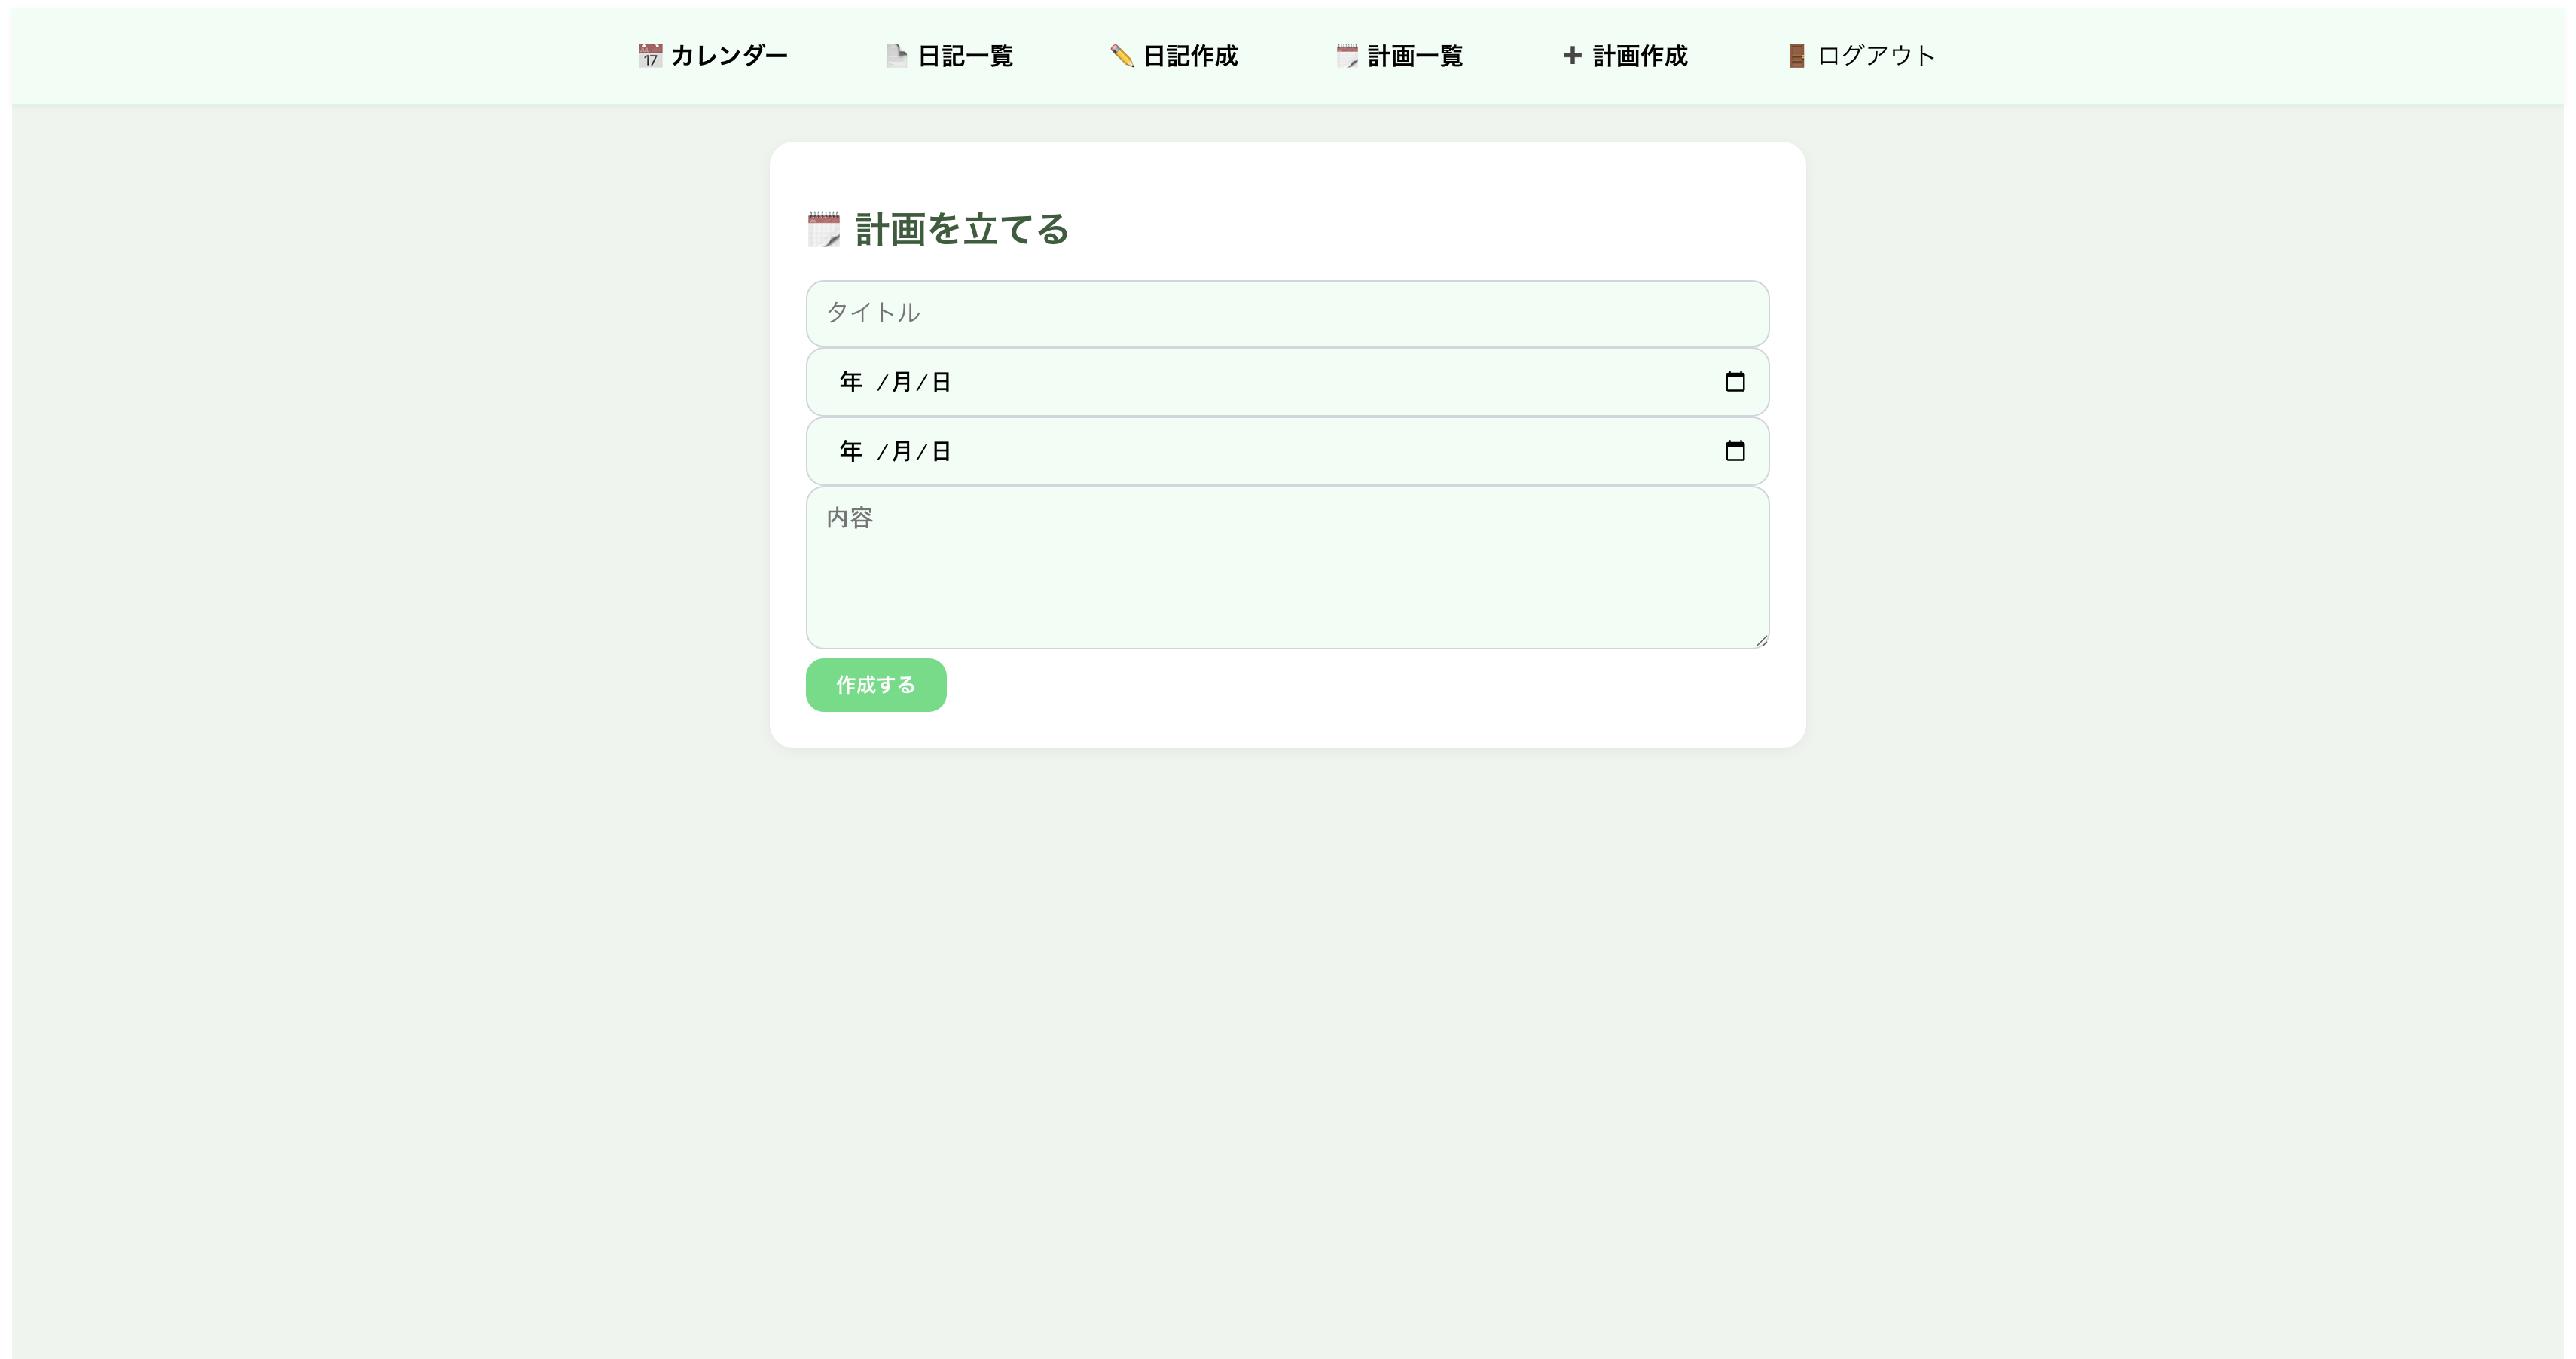 17 カレンダー 日記一覧 日記作成 計画一覧 計画作成 ログアウト
計画を立てる
タイトル
年 /月/日
年 /月/日
内容
作成する